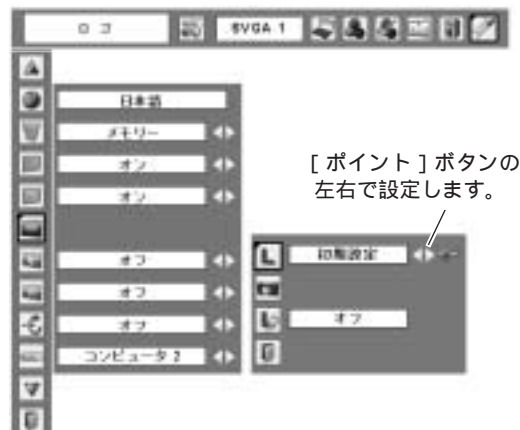 ロゴ
SVGA 1
日本語
メモリー
オン
オン
オフ
オフ
オフ
コンピュータ 2
初期設定
オフ
[ ポイント ] ボタンの
左右で設定します。